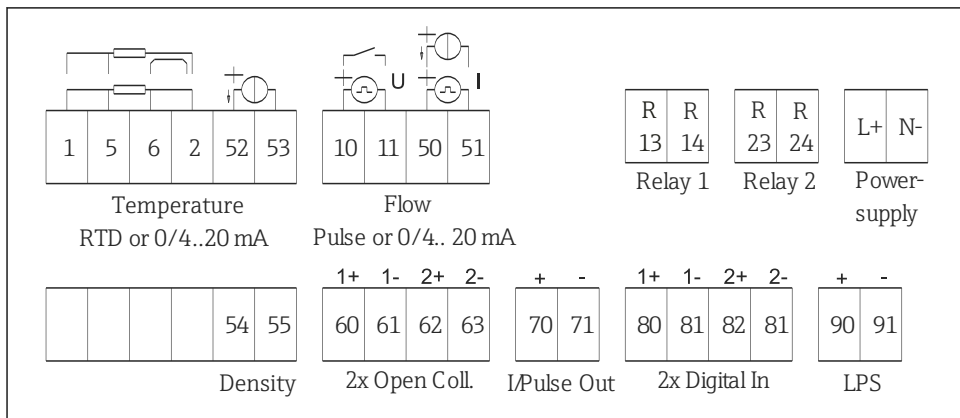 +
+ U + I
+ + +
1 5 6 2 52 53
10 11 50 51
R R
13 14
R R
23 24
L+ N-
Temperature
RTD or 0/4..20 mA
Flow
Pulse or 0/4.. 20 mA
Relay 1
Relay 2
Power-
supply
54 55
Density
1+ 1- 2+ 2-
60 61 62 63
2x Open Coll.
+ -
70 71
I/Pulse Out
1+ 1- 2+ 2-
80 81 82 81
2x Digital In
+ -
90 91
LPS